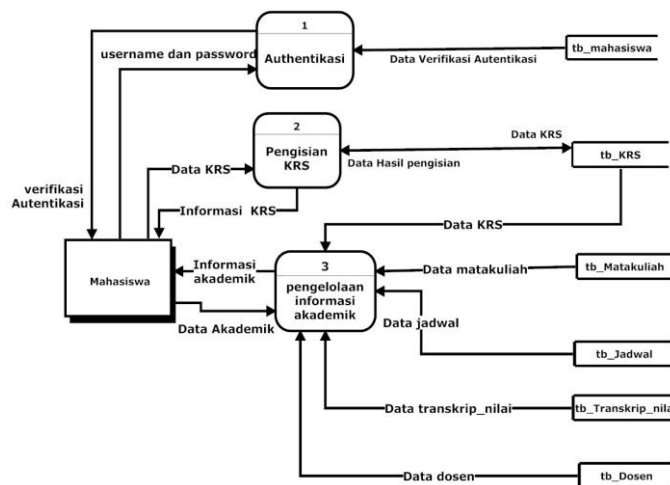 1
Authentikasi
username dan password
Data Verifikasi Autentikasi
tb_mahasiswa
2
Pengisian
KRS
Data KRS
Data Hasil pengisian
Data KRS
tb_KRS
verifikasi
Autentikasi
Informasi KRS
Data KRS
Mahasiswa
Informasi
akademik
3
pengelolaan
informasi
akademik
Data matakuliah
tb_Matakuliah
Data Akademik
Data jadwal
tb_Jadwal
Data transkrip_nilai
tb_Transkrip_nilai
Data dosen
tb_Dosen